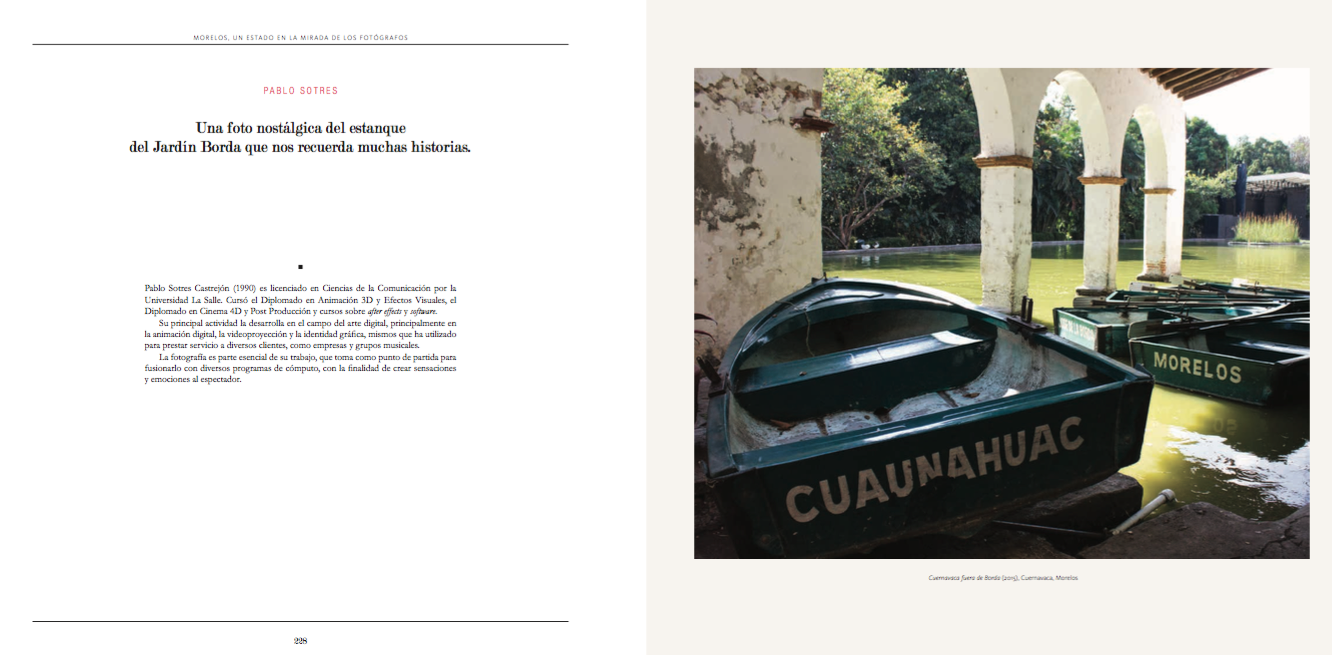 MORELOS, UN ESTADO EN LA MIRADA DE LOS FOTÓGRAFOS
PABLO SOTRES
Una foto nostálgica del estanque
del Jardín Borda que nos recuerda muchas historias.
Pablo Sotres Castrejón (1990) es licenciado en Ciencias de la Comunicación por la
Universidad La Salle. Cursó el Diplomado en Animación 3D y Efectos Visuales, el
Diplomado en Cinema 4D y Post Producción y cursos sobre after effects y software.
Su principal actividad la desarrolla en el campo del arte digital, principalmente en
la animación digital, la videoproyección y la identidad gráfica, mismos que ha utilizado
para prestar servicio a diversos clientes, como empresas y grupos musicales.
La fotografía es parte esencial de su trabajo, que toma como punto de partida para
fusionarlo con diversos programas de cómputo, con la finalidad de crear sensaciones
y emociones al espectador.
228
MORELOS
CUAUNAHUAC
Cuernavaca fuera de Borda (2015), Cuernavaca, Morelos